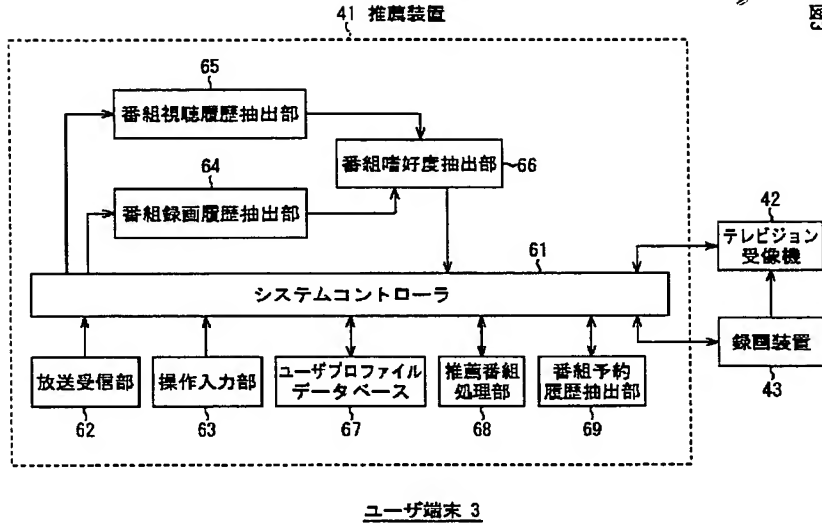 図3
41 推薦装置
65
番組視聴履歴抽出部
番組嗜好度抽出部
66
64
番組録画履歴抽出部
42
テレビジョン
受像機
61
システムコントローラ
録画装置
43
放送受信部
62
操作入力部
63
ユーザプロファイル
データベース
67
推薦番組
処理部
68
番組予約
履歴抽出部
69
ユーザ端末 3